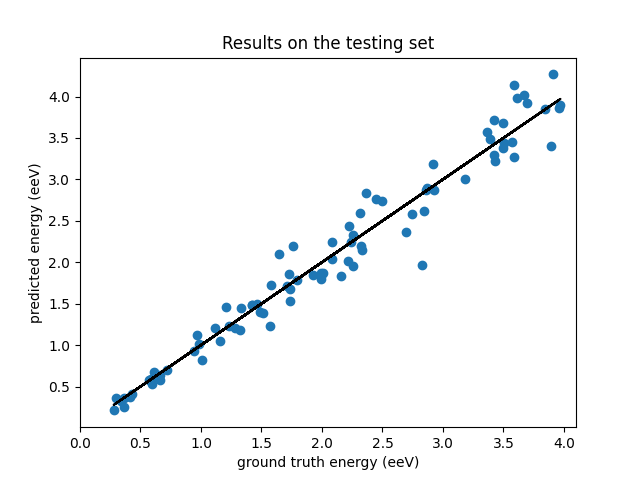 Results on the testing set
predicted energy (eeV)
4.0
3.5
3.0
2.5
2.0
1.5
1.0
0.5
0.0 0.5 1.0 1.5 2.0 2.5 3.0 3.5 4.0
ground truth energy (eeV)